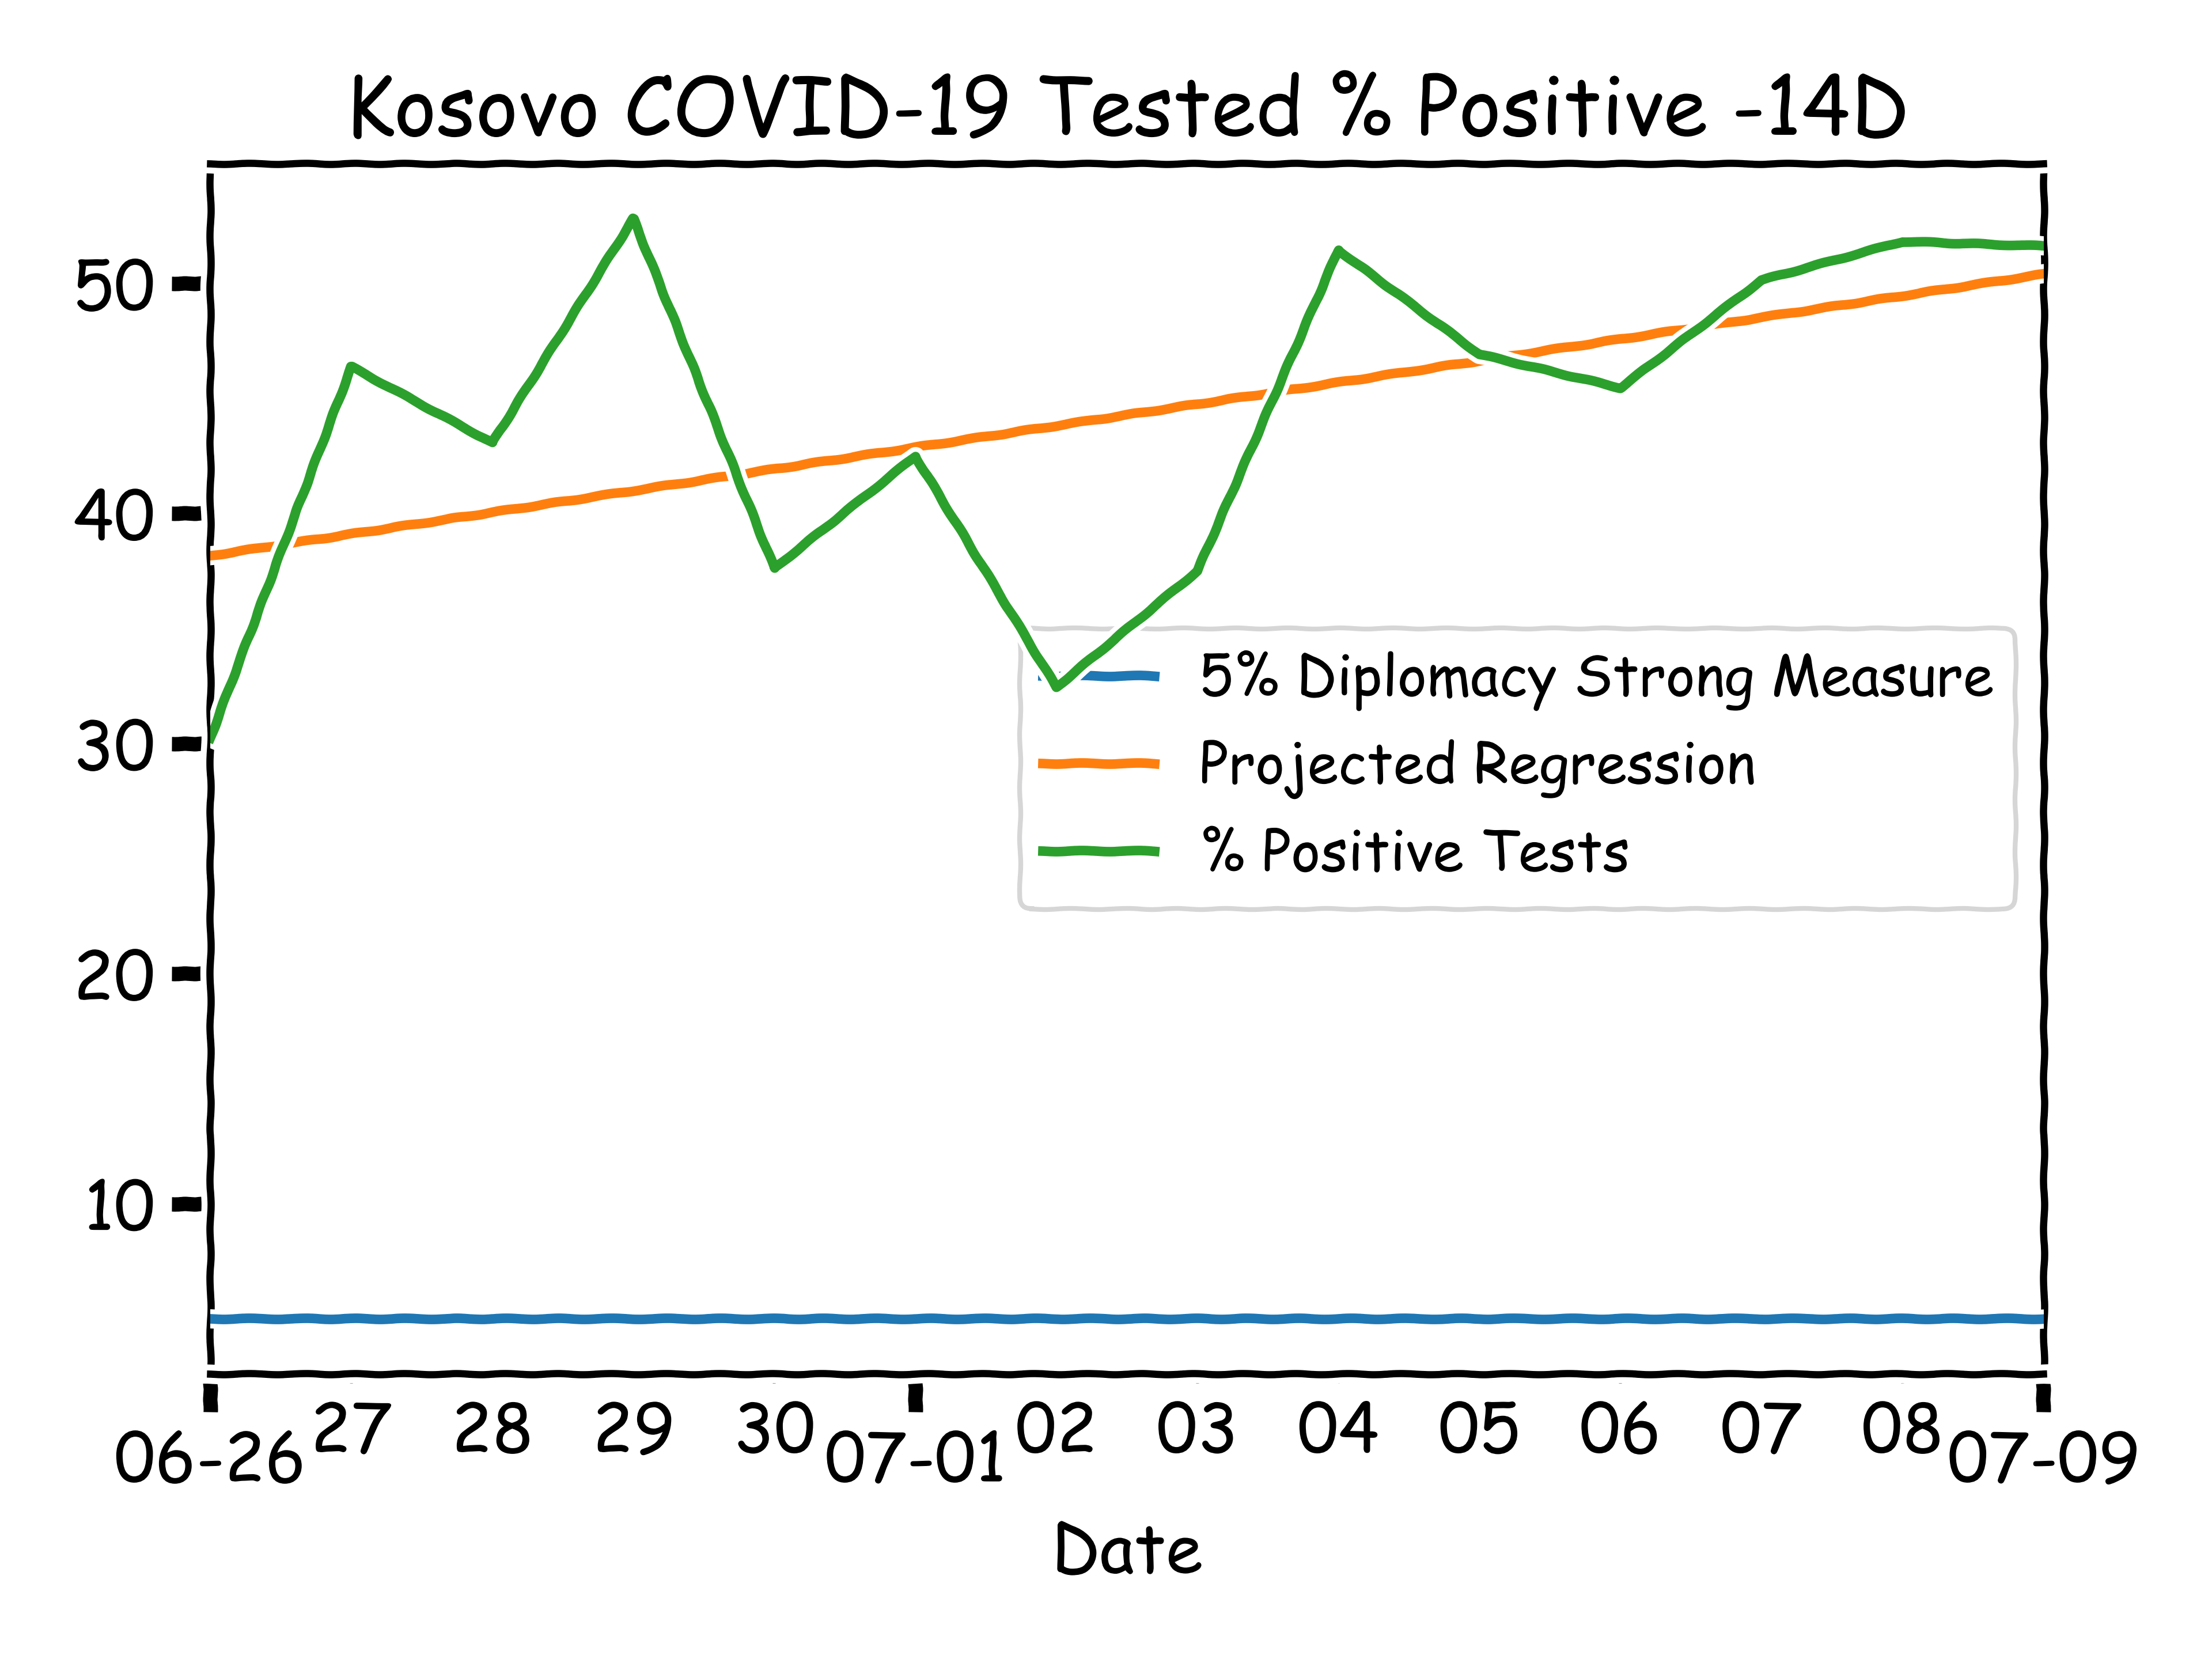 Kosovo COVID-19 Tested % Positive -14D
50
40
30
20
10
5% Diplomacy Strong Measure
Projected Regression
% Positive Tests
06-26 27 28 29 30 07-01 02 03 04 05 06 07 08 07-09
Date